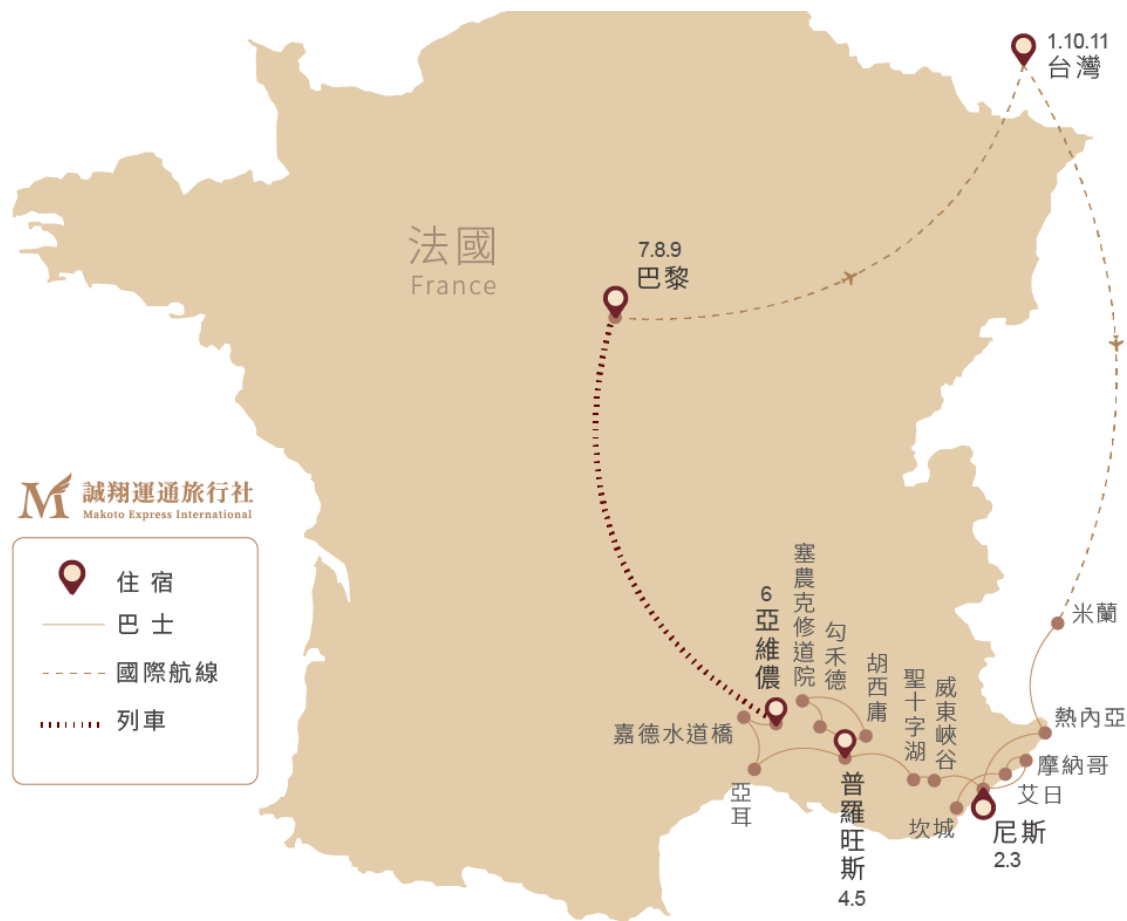 1.10.11
台灣
法國
France
7.8.9
巴黎
誠翔運通旅行社
Makoto Express International
住宿
巴士
國際航線
列車
塞農克修道院
6
亞維儂
勾禾德
胡西庸
聖十字湖
威東峽谷
米蘭
嘉德水道橋
熱內亞
摩納哥
亞耳
普羅旺斯
4.5
艾日
坎城
尼斯
2.3